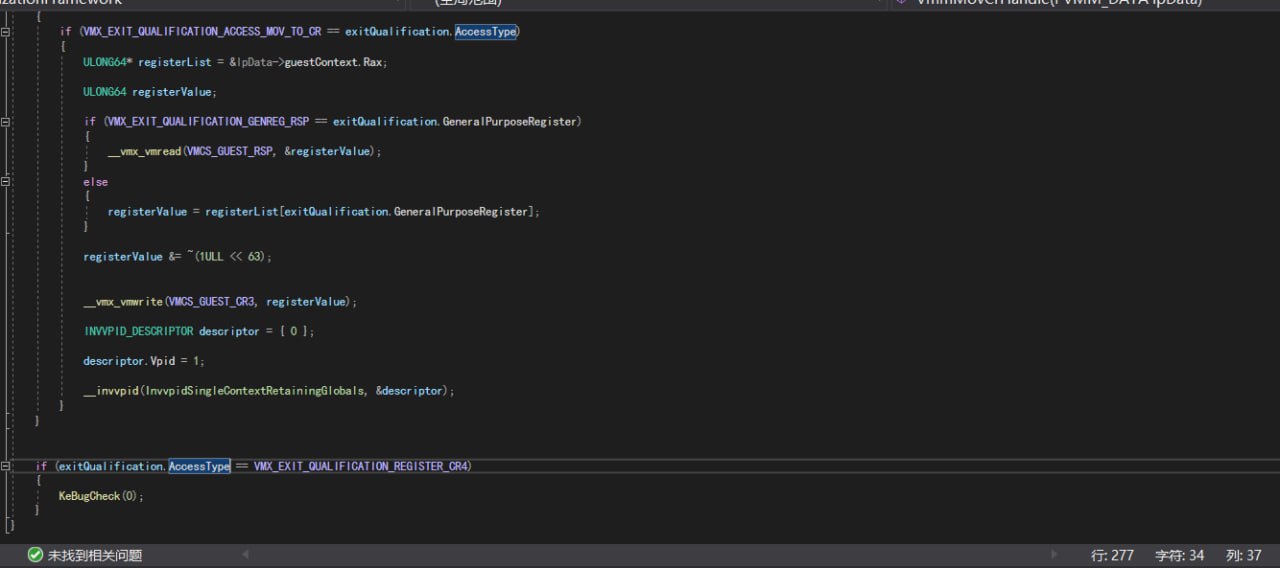 izationFramework (全局范围) VmmMovCrHandle(PVMM_DATA lpData)
{
if (VMX_EXIT_QUALIFICATION_ACCESS_MOV_TO_CR == exitQualification.AccessType)
{
ULONG64* registerList = &lpData->guestContext.Rax;
ULONG64 registerValue;
if (VMX_EXIT_QUALIFICATION_GENREG_RSP == exitQualification.GeneralPurposeRegister)
{
__vmx_vmread(VMCS_GUEST_RSP, &registerValue);
}
else
{
registerValue = registerList[exitQualification.GeneralPurposeRegister];
}
registerValue &= ~(1ULL << 63);
__vmx_vmwrite(VMCS_GUEST_CR3, registerValue);
INVVPID_DESCRIPTOR descriptor = { 0 };
descriptor.Vpid = 1;
__invvpid(InvvpidSingleContextRetainingGlobals, &descriptor);
}
}
if (exitQualification.AccessType == VMX_EXIT_QUALIFICATION_REGISTER_CR4)
{
KeBugCheck(0);
}
}
未找到相关问题 行: 277 字符: 34 列: 37